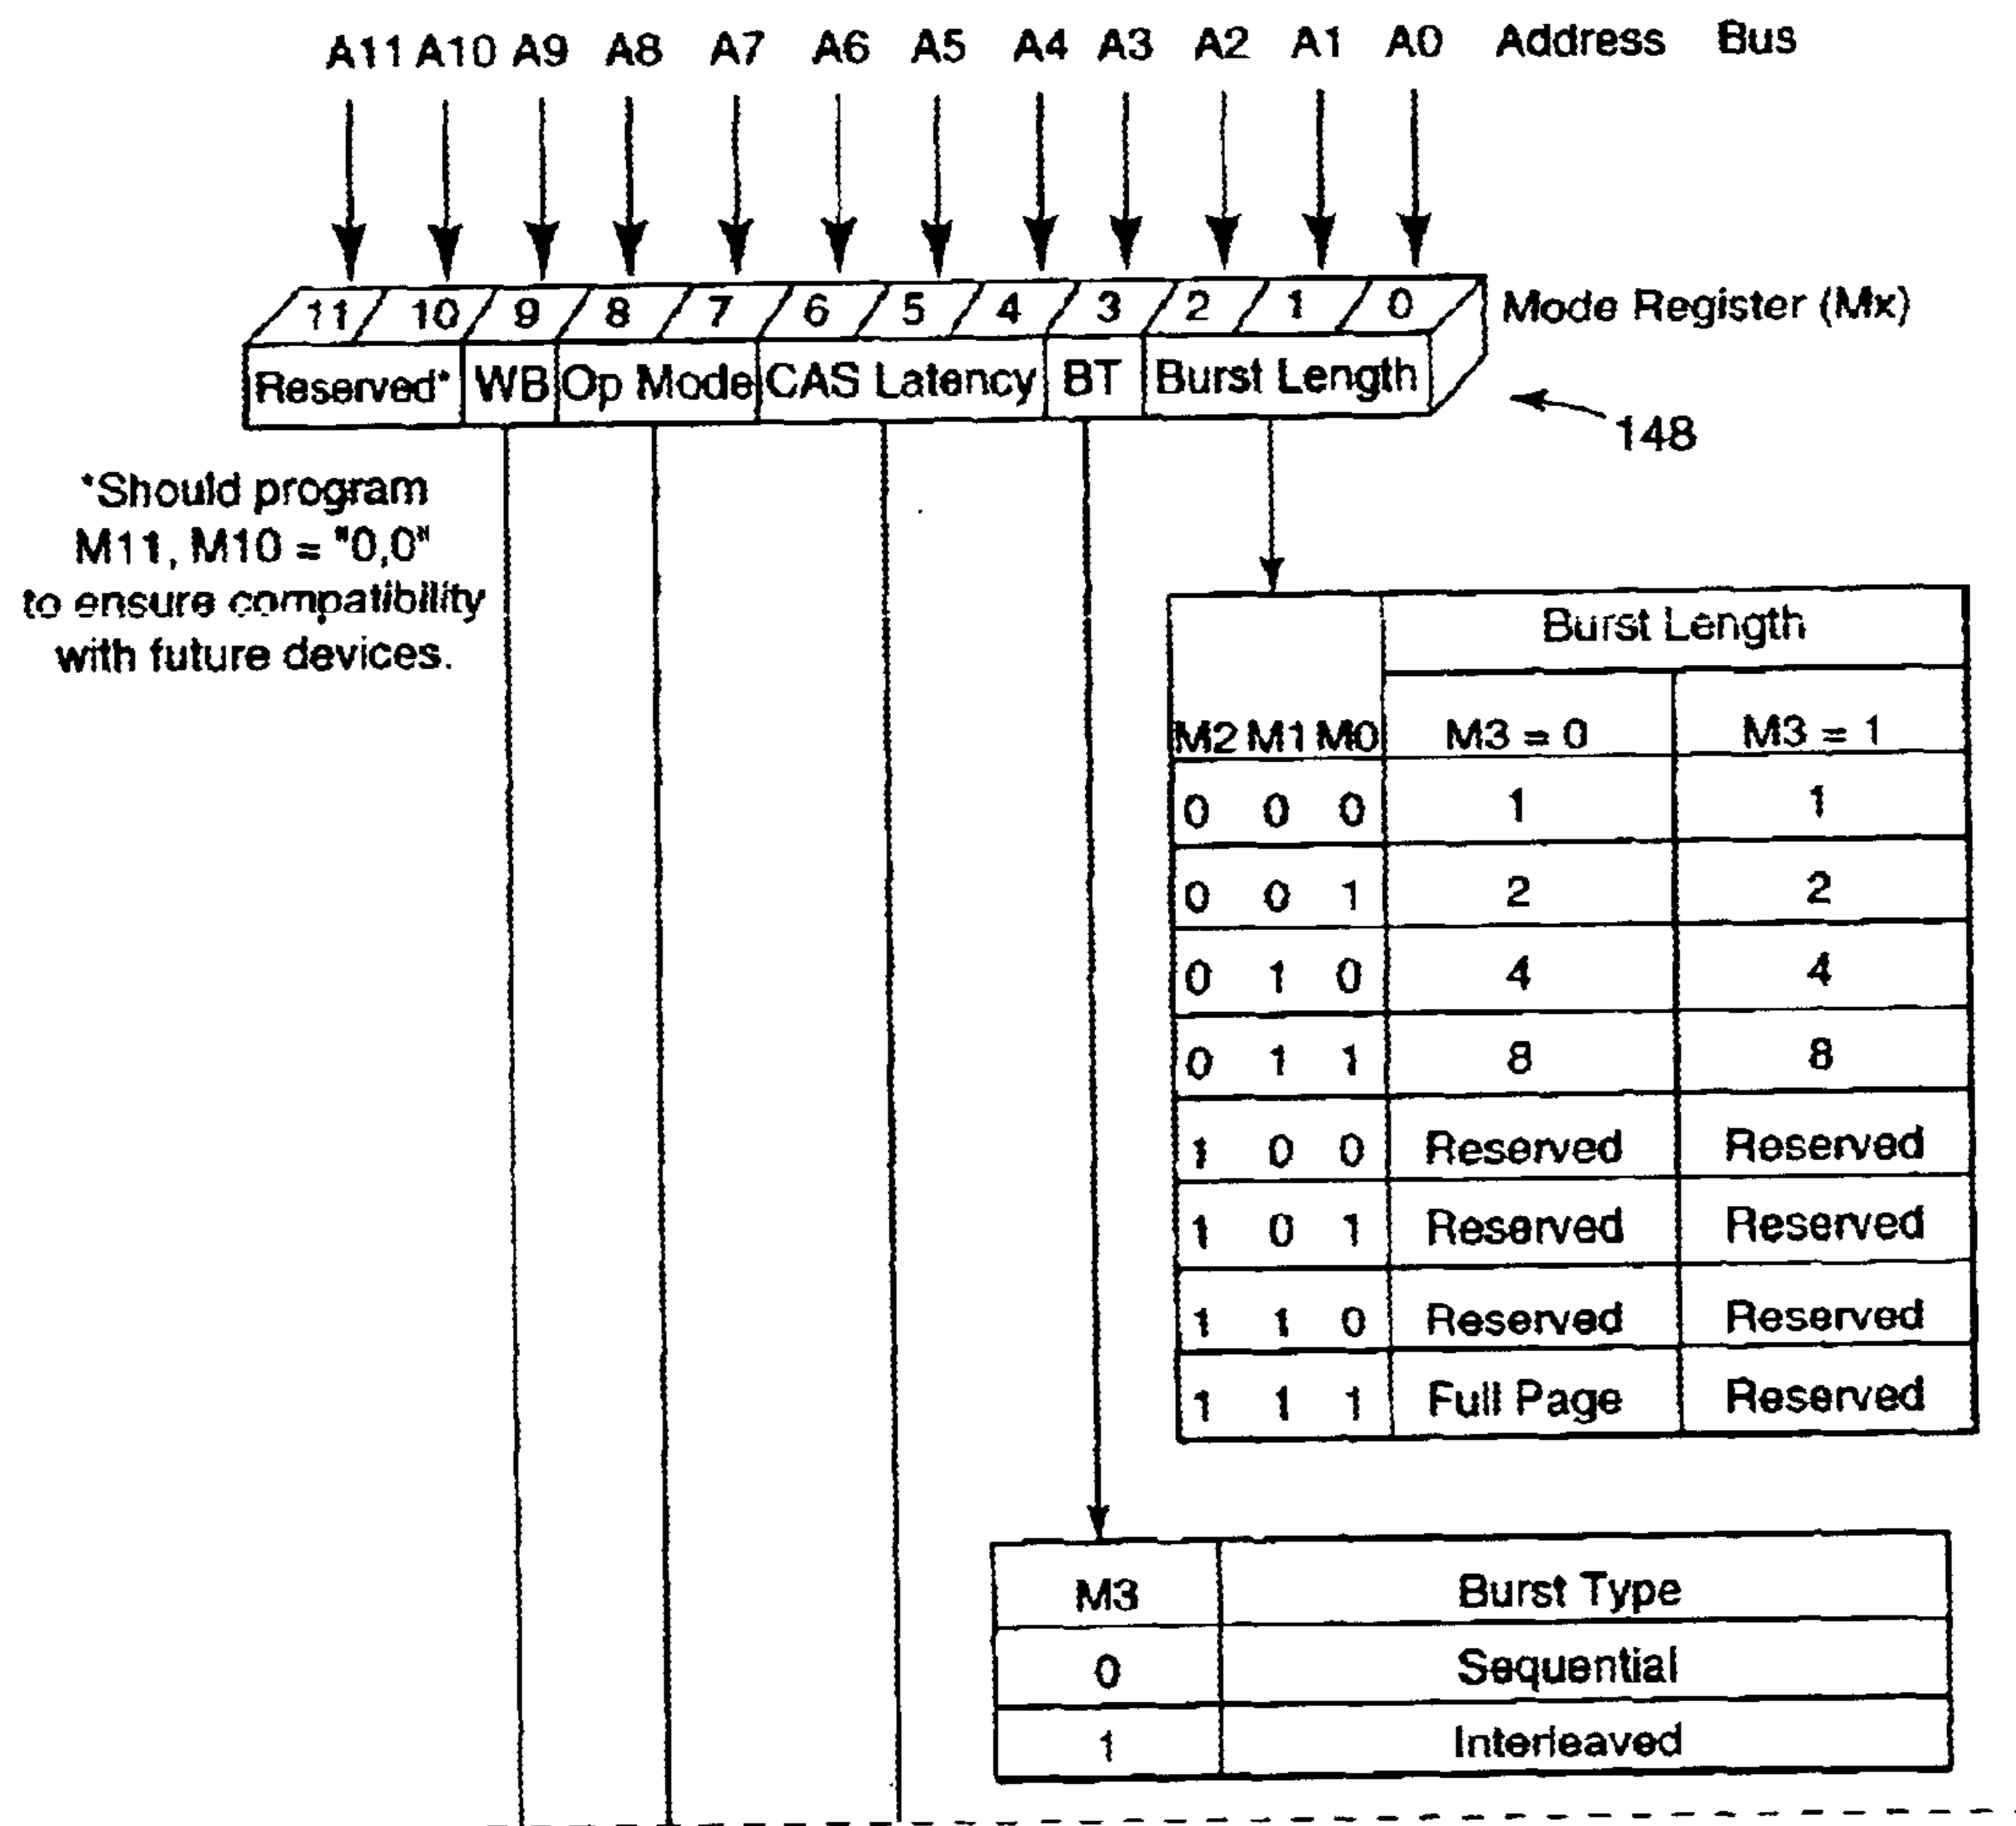 A11 A10 A9 A8 A7 A6 A5 A4 A3 A2 A1 A0 Address Bus
11 10 9 8 7 6 5 4 3 2 1 0 Mode Register (Mx)
Reserved* WB Op Mode CAS Latency BT Burst Length
148
*Should program
M11, M10 = "0,0"
to ensure compatibility
with future devices.
Burst Length
M2 M1 M0 M3 = 0 M3 = 1
0 0 0 1 1
0 0 1 2 2
0 1 0 4 4
0 1 1 8 8
1 0 0 Reserved Reserved
1 0 1 Reserved Reserved
1 1 0 Reserved Reserved
1 1 1 Full Page Reserved
M3 Burst Type
0 Sequential
1 Interleaved